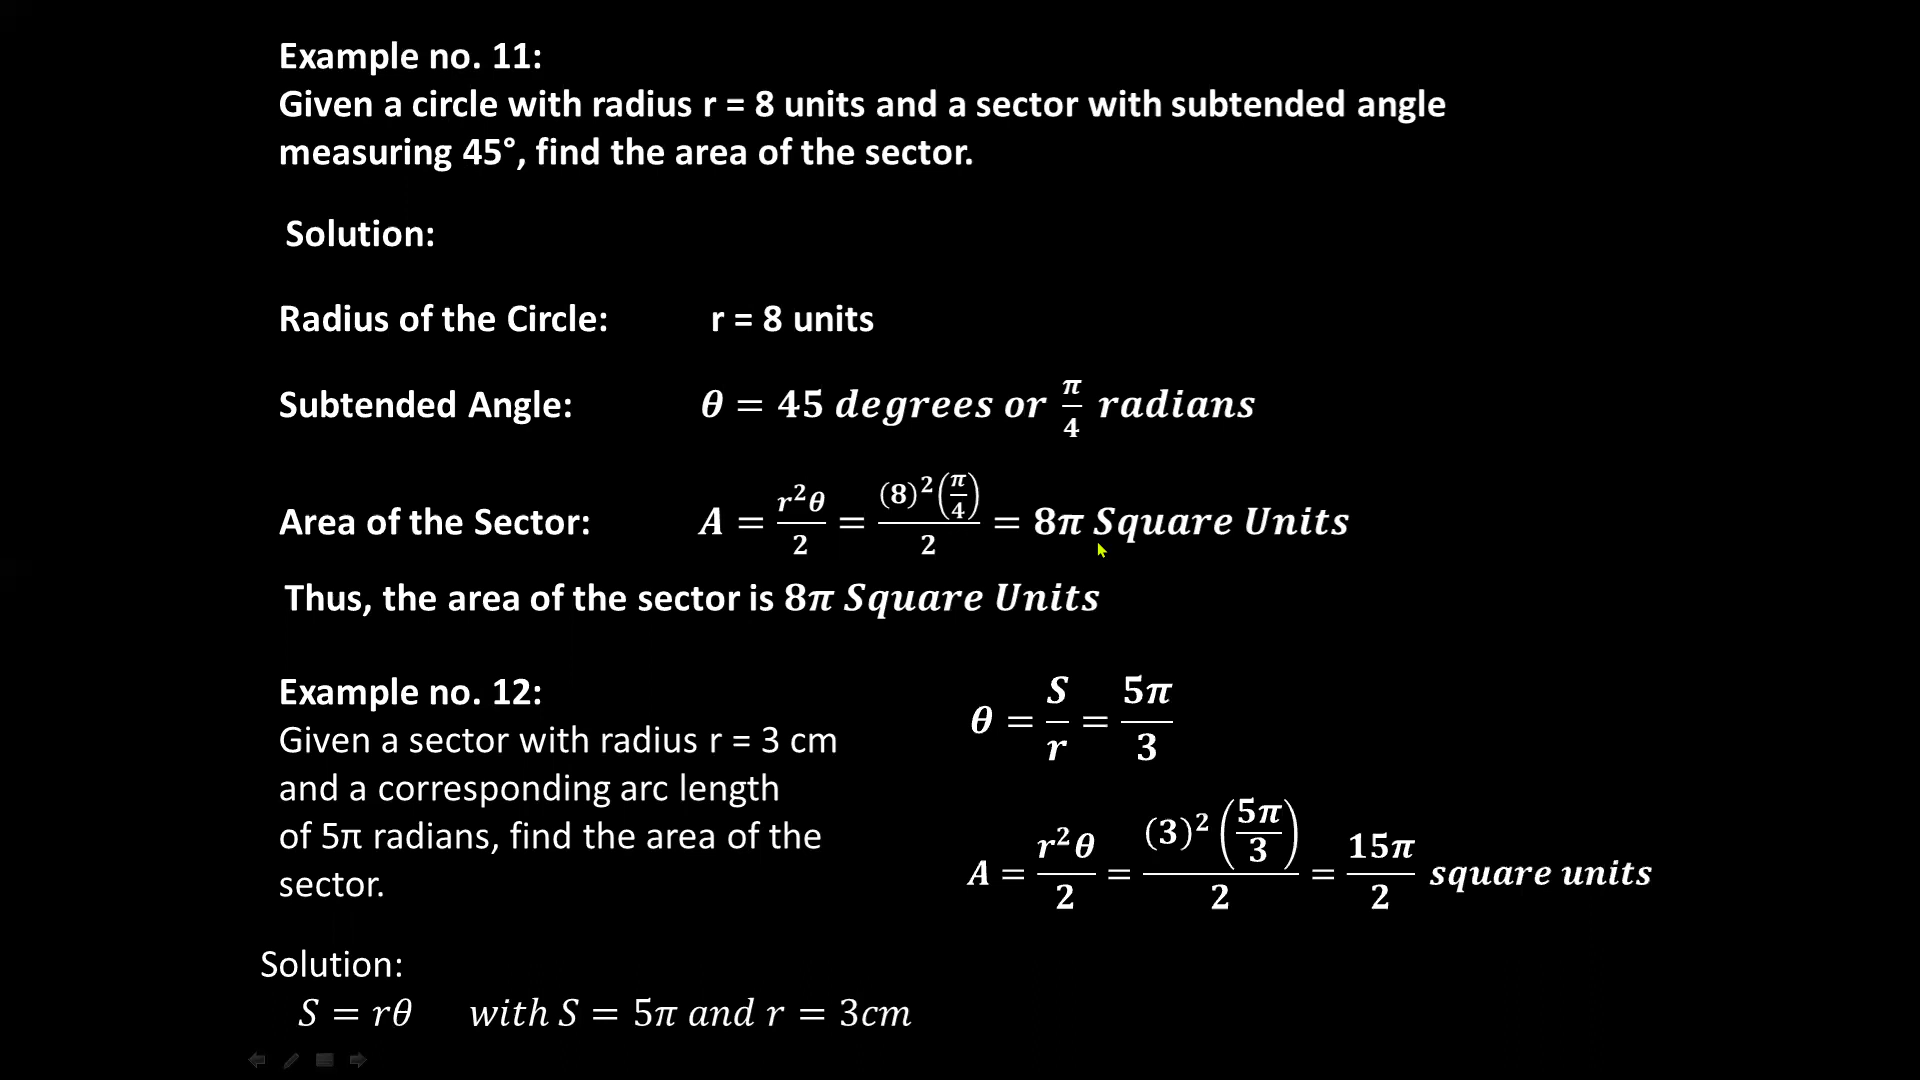 Example no. 11:
Given a circle with radius r = 8 units and a sector with subtended angle
measuring 45°, find the area of the sector.
Solution:
Radius of the Circle: r = 8 units
Subtended Angle: θ = 45 degrees or π/4 radians
Area of the Sector: A = r²θ/2 = (8)²(π/4)/2 = 8π Square Units
Thus, the area of the sector is 8π Square Units
Example no. 12:
Given a sector with radius r = 3 cm
and a corresponding arc length
of 5π radians, find the area of the
sector.
Solution:
S = rθ with S = 5π and r = 3cm
θ = S/r = 5π/3
A = r²θ/2 = (3)²(5π/3)/2 = 15π/2 square units